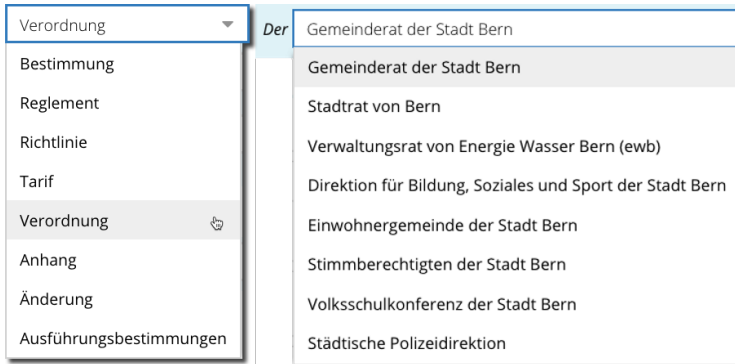 Verordnung
Bestimmung
Reglement
Richtlinie
Tarif
Verordnung
Anhang
Änderung
Ausführungsbestimmungen
Der Gemeinderat der Stadt Bern
Gemeinderat der Stadt Bern
Stadtrat von Bern
Verwaltungsrat von Energie Wasser Bern (ewb)
Direktion für Bildung, Soziales und Sport der Stadt Bern
Einwohnergemeinde der Stadt Bern
Stimmberechtigten der Stadt Bern
Volksschulkonferenz der Stadt Bern
Städtische Polizeidirektion